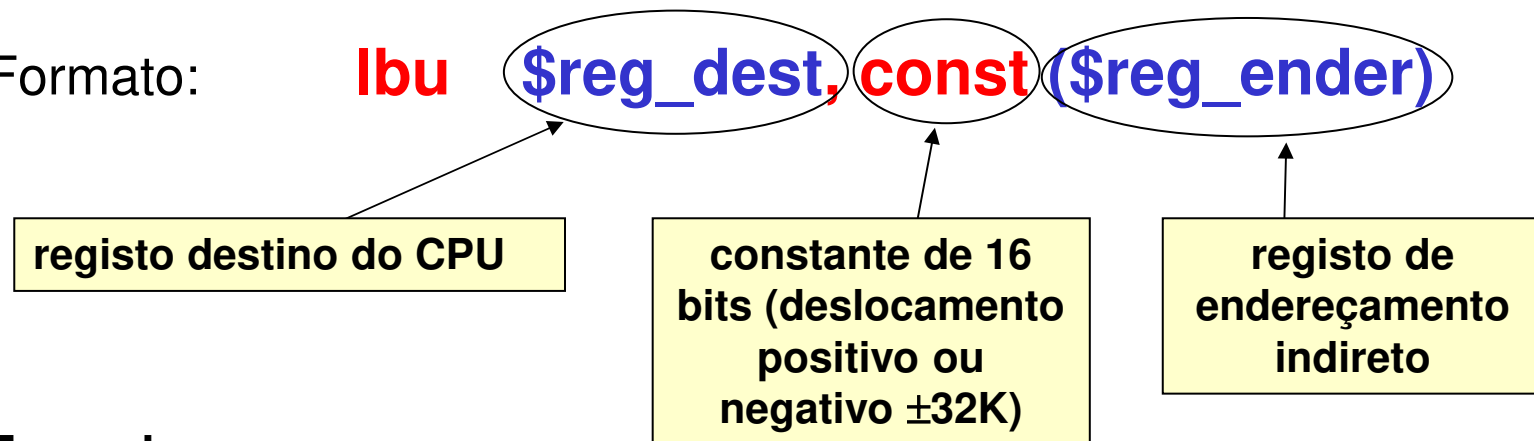 Formato: lbu $reg_dest, const ($reg_ender)
registo destino do CPU
constante de 16
bits (deslocamento
positivo ou
negativo ±32K)
registo de
endereçamento
indireto